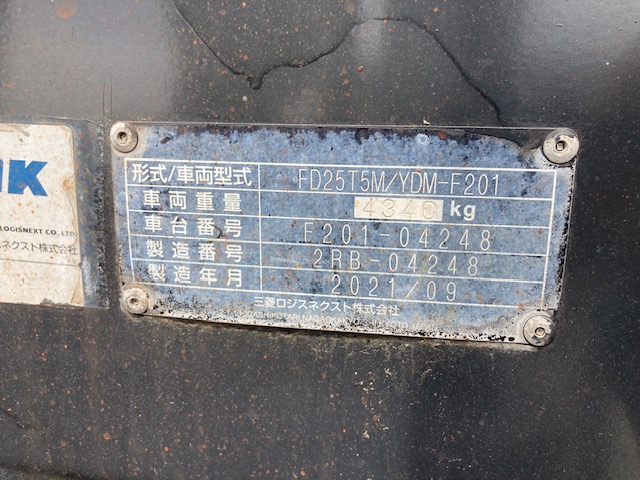 形式/車両型式 FD25T5M/YDM-F201
車両重量 4340 kg
車台番号 F201-04248
製造番号 2RB-04248
製造年月 2021/09
三菱ロジスネクスト株式会社
LOGISNEXT CO., LTD.
スネクスト株式会社